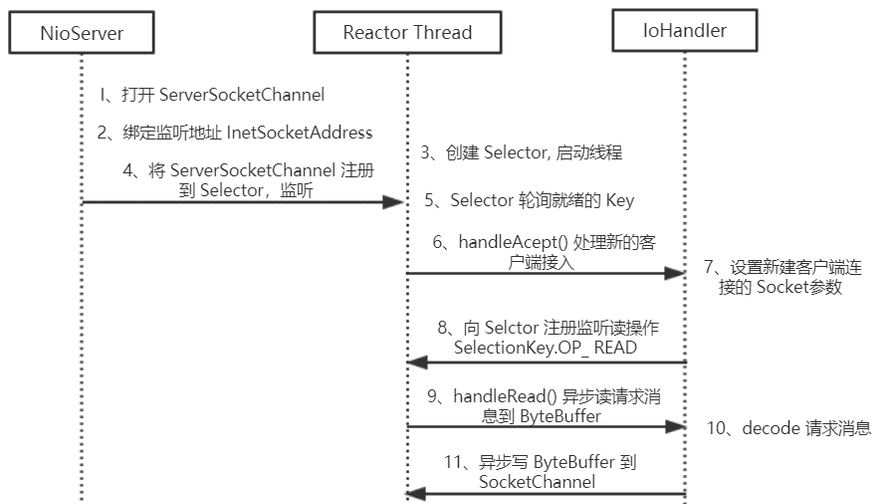 NioServer
Reactor Thread
IoHandler
1、打开 ServerSocketChannel
2、绑定监听地址 InetSocketAddress
3、创建 Selector, 启动线程
4、将 ServerSocketChannel 注册
到 Selector，监听
5、Selector 轮询就绪的 Key
6、handleAcept() 处理新的客
户端接入
7、设置新建客户端连
接的 Socket参数
8、向 Selctor 注册监听读操作
SelectionKey.OP_ READ
9、handleRead() 异步读请求消
息到 ByteBuffer
10、decode 请求消息
11、异步写 ByteBuffer 到
SocketChannel